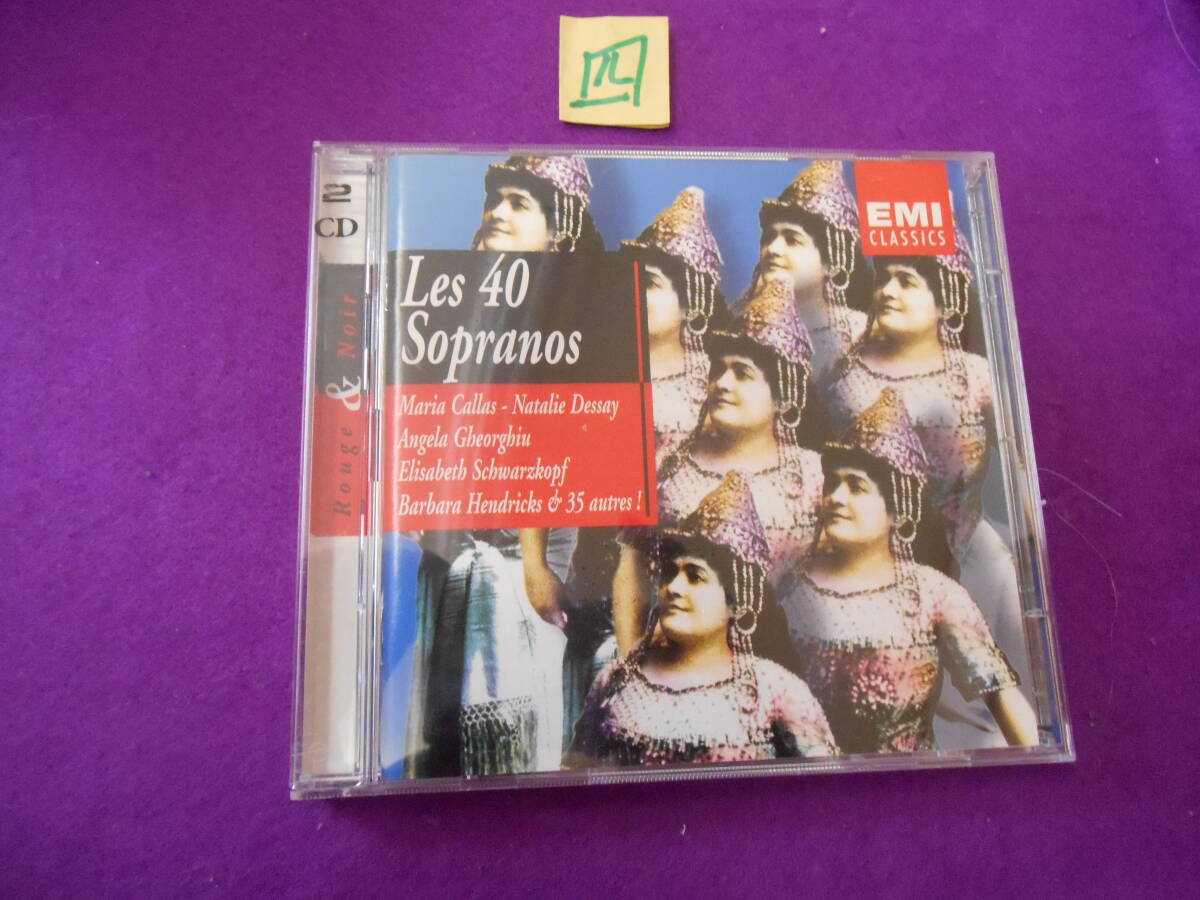 2
CD
Rouge & Noir
EMI
CLASSICS
Les 40
Sopranos
Maria Callas - Natalie Dessay
Angela Gheorghiu
Elisabeth Schwarzkopf
Barbara Hendricks & 35 autres !